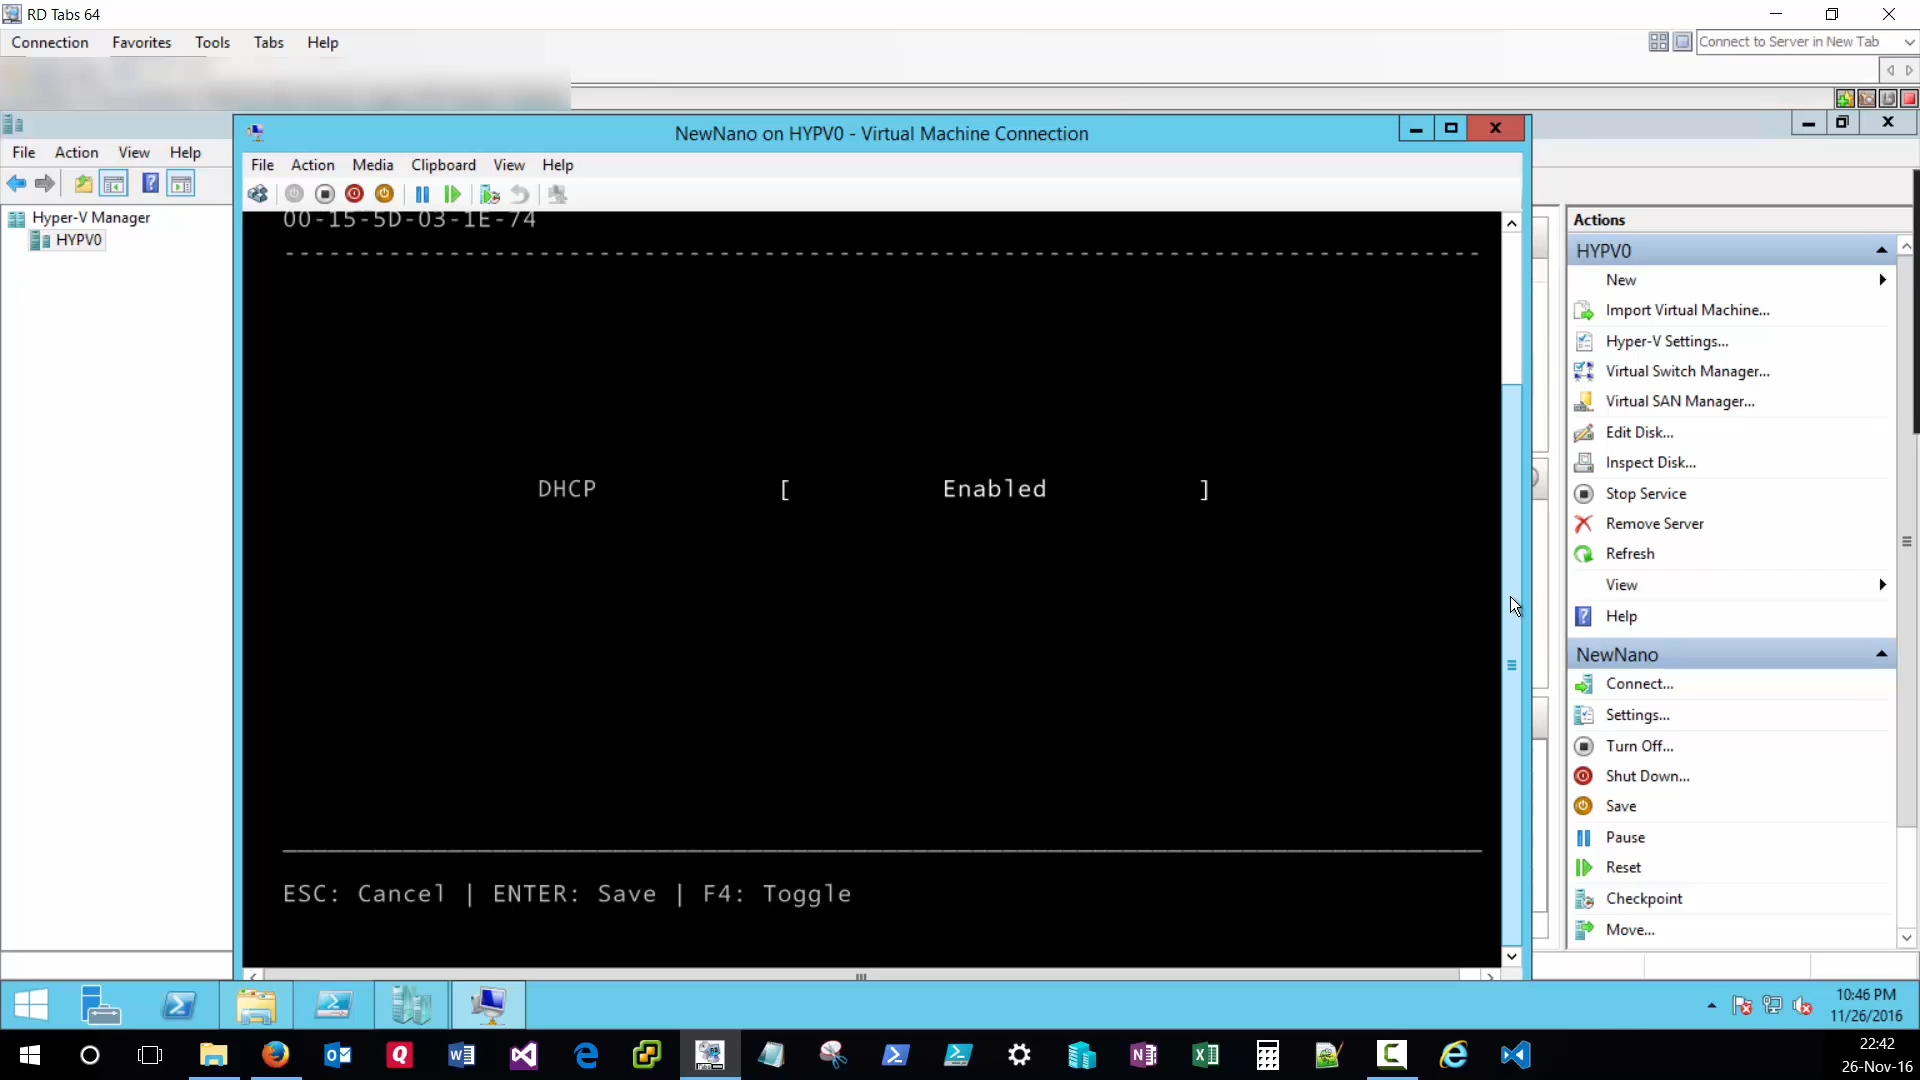 RD Tabs 64
Connection Favorites Tools Tabs Help
Connect to Server in New Tab
File Action View Help
Hyper-V Manager
HYPV0
NewNano on HYPV0 - Virtual Machine Connection
File Action Media Clipboard View Help
00-15-5D-03-1E-74
--------------------------------------------------------------------------------
DHCP [ Enabled ]
ESC: Cancel | ENTER: Save | F4: Toggle
Actions
HYPV0
New
Import Virtual Machine...
Hyper-V Settings...
Virtual Switch Manager...
Virtual SAN Manager...
Edit Disk...
Inspect Disk...
Stop Service
Remove Server
Refresh
View
Help
NewNano
Connect...
Settings...
Turn Off...
Shut Down...
Save
Pause
Reset
Checkpoint
Move...
10:46 PM
11/26/2016
22:42
26-Nov-16